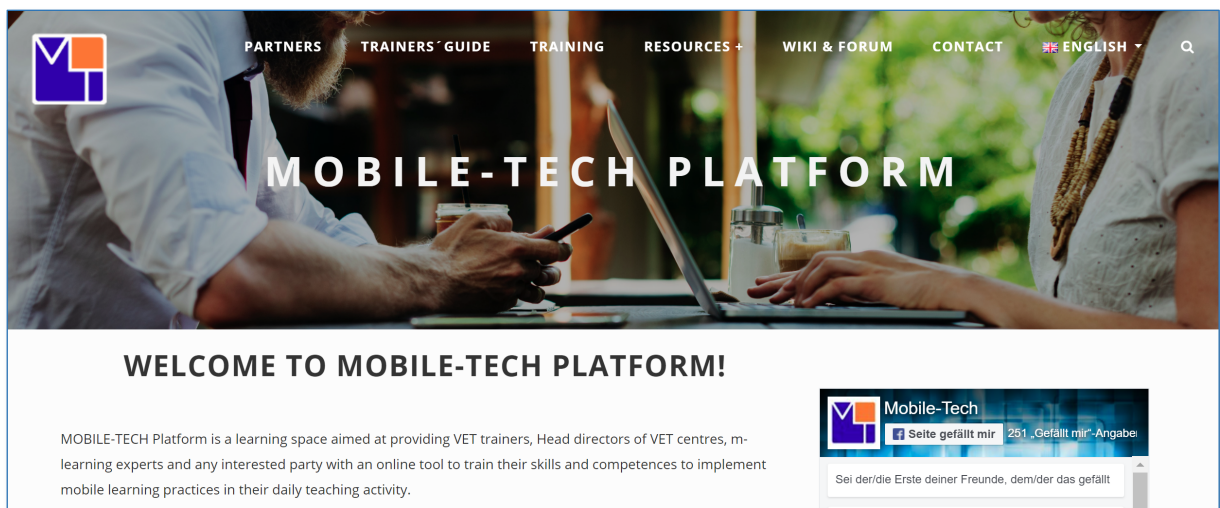 PARTNERS TRAINERS´GUIDE TRAINING RESOURCES + WIKI & FORUM CONTACT ENGLISH
MOBILE-TECH PLATFORM
WELCOME TO MOBILE-TECH PLATFORM!
MOBILE-TECH Platform is a learning space aimed at providing VET trainers, Head directors of VET centres, m-
learning experts and any interested party with an online tool to train their skills and competences to implement
mobile learning practices in their daily teaching activity.
Mobile-Tech
Seite gefällt mir 251 „Gefällt mir“-Angabe
Sei der/die Erste deiner Freunde, dem/der das gefällt